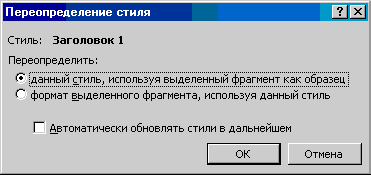 Переопределение стиля
Стиль: Заголовок 1
Переопределить:
данный стиль, используя выделенный фрагмент как образец
формат выделенного фрагмента, используя данный стиль
Автоматически обновлять стили в дальнейшем
ОК Отмена